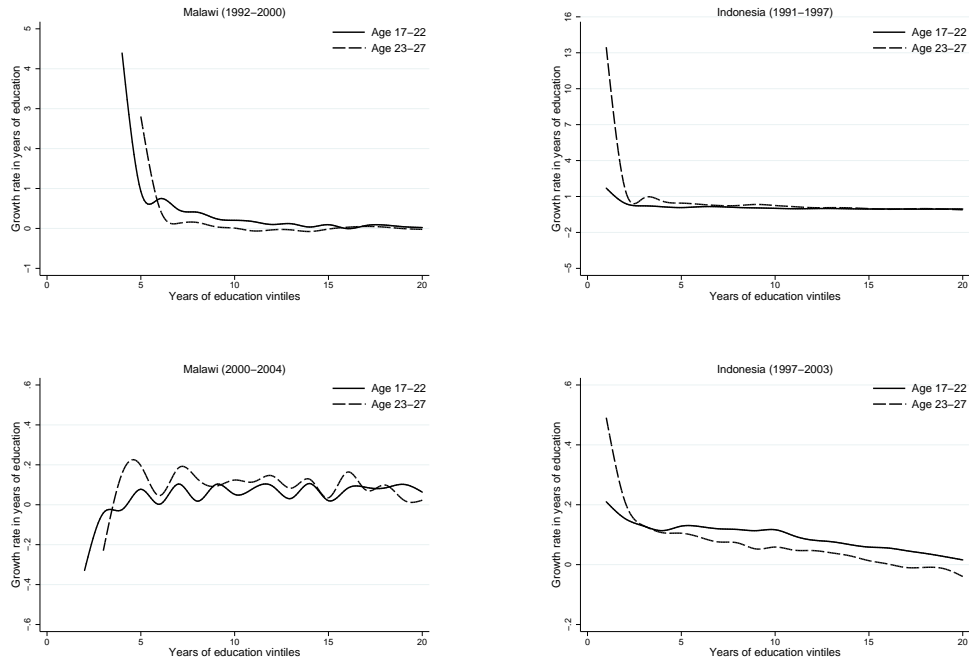 Malawi (1992−2000)
Age 17−22
Age 23−27
Growth rate in years of education
−1 0 1 2 3 4 5
0 5 10 15 20
Years of education vintiles
Indonesia (1991−1997)
Age 17−22
Age 23−27
Growth rate in years of education
−5 −2 1 4 7 10 13 16
0 5 10 15 20
Years of education vintiles
Malawi (2000−2004)
Age 17−22
Age 23−27
Growth rate in years of education
−.6 −.4 −.2 0 .2 .4 .6
0 5 10 15 20
Years of education vintiles
Indonesia (1997−2003)
Age 17−22
Age 23−27
Growth rate in years of education
−.2 0 .2 .4 .6
0 5 10 15 20
Years of education vintiles